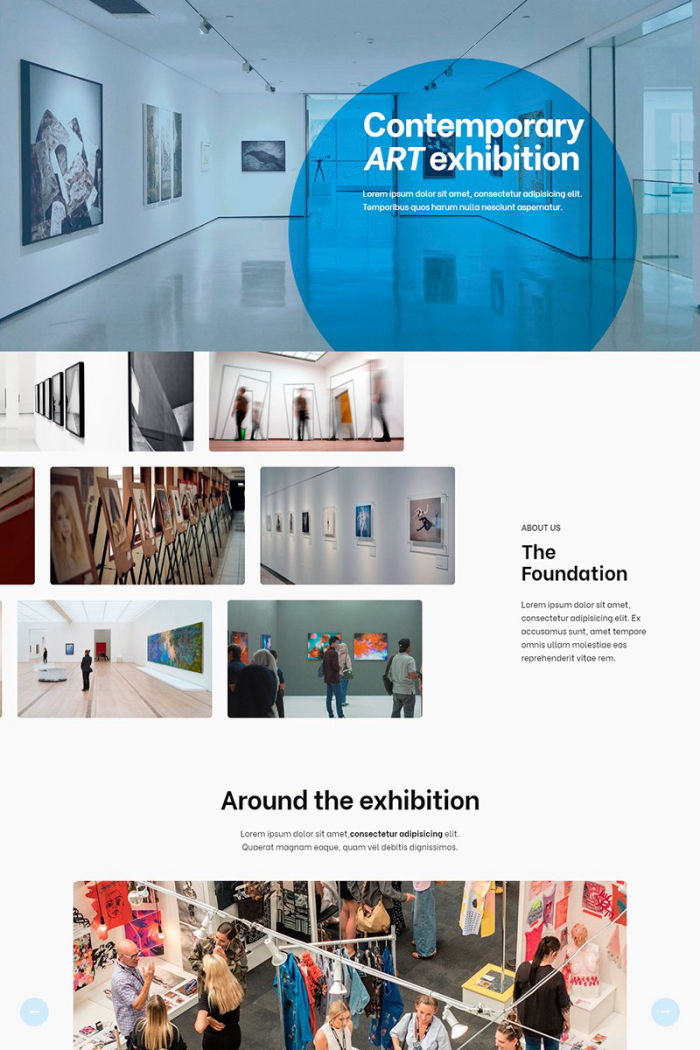 Contemporary
ART exhibition
Lorem ipsum dolor sit amet, consectetur adipisicing elit.
Temporibus quos harum nulla nesciunt aspernatur.
ABOUT US
The
Foundation
Lorem ipsum dolor sit amet,
consectetur adipisicing elit. Ex
accusamus sunt, amet tempore
omnis ullam molestiae eos
reprehenderit vitae rem.
Around the exhibition
Lorem ipsum dolor sit amet,consectetur adipisicing elit.
Quaerat magnam eaque, quam vel debitis dignissimos.